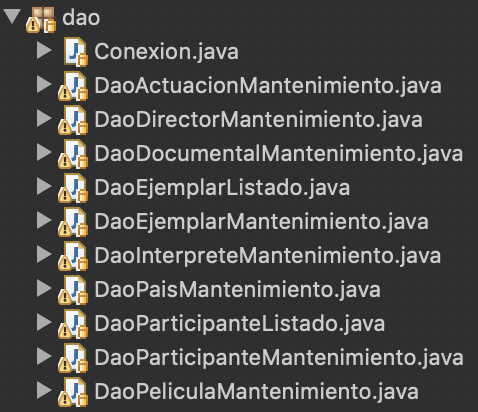 dao
Conexion.java
DaoActuacionMantenimiento.java
DaoDirectorMantenimiento.java
DaoDocumentalMantenimiento.java
DaoEjemplarListado.java
DaoEjemplarMantenimiento.java
DaoInterpreteMantenimiento.java
DaoPaisMantenimiento.java
DaoParticipanteListado.java
DaoParticipanteMantenimiento.java
DaoPeliculaMantenimiento.java